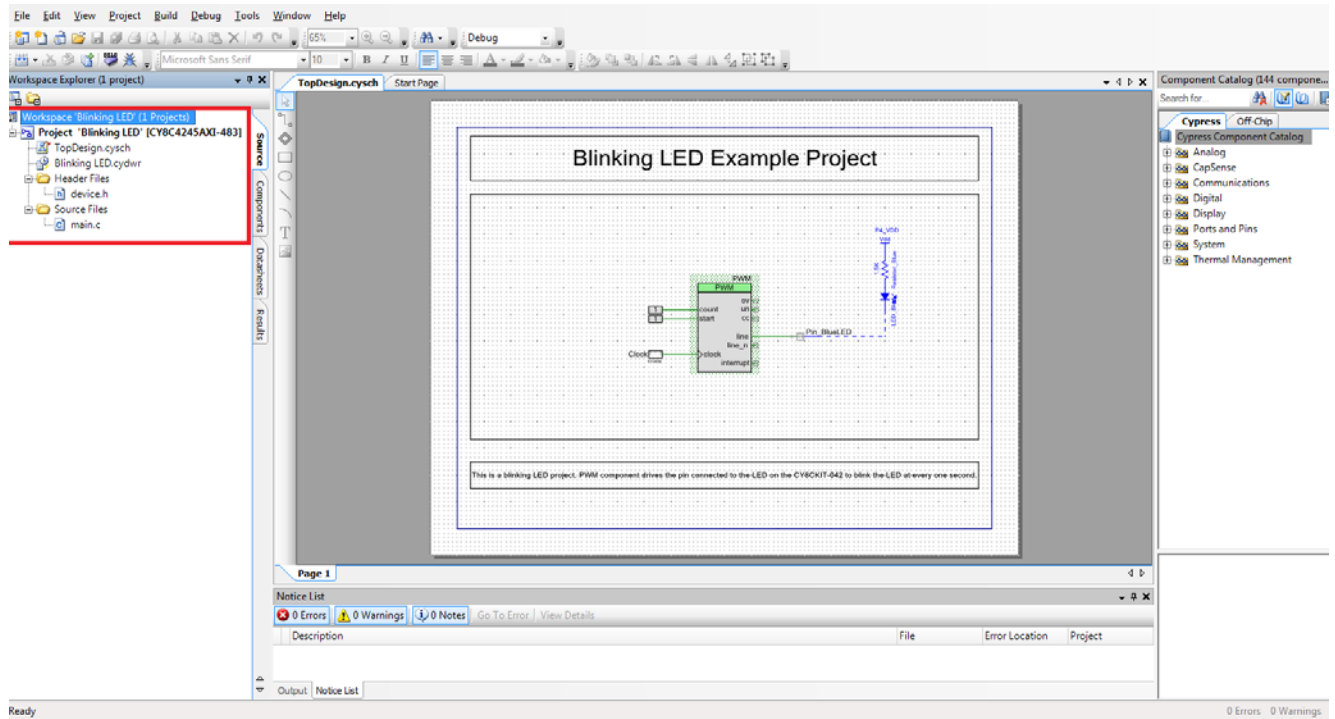 File Edit View Project Build Debug Tools Window Help
65% Debug
Microsoft Sans Serif 10 B I U
Workspace Explorer (1 project)
Workspace 'Blinking LED' (1 Projects)
Project 'Blinking LED' [CY8C4245AXI-483]
TopDesign.cysch
Blinking LED.cydwr
Header Files
device.h
Source Files
main.c
Source
Components
Datasheets
Results
TopDesign.cysch Start Page
Blinking LED Example Project
P4_VDD
PWM
PWM
count
start
clock
ov
un
cc
line
line_n
interrupt
1
1
Clock
Pin_BlueLED
This is a blinking LED project. PWM component drives the pin connected to the LED on the CY8CKIT-042 to blink the LED at every one second.
Page 1
Notice List
0 Errors 0 Warnings 0 Notes Go To Error View Details
Description File Error Location Project
Output Notice List
Component Catalog (144 compone...
Search for...
Cypress Off-Chip
Cypress Component Catalog
Analog
CapSense
Communications
Digital
Display
Ports and Pins
System
Thermal Management
Ready 0 Errors 0 Warnings